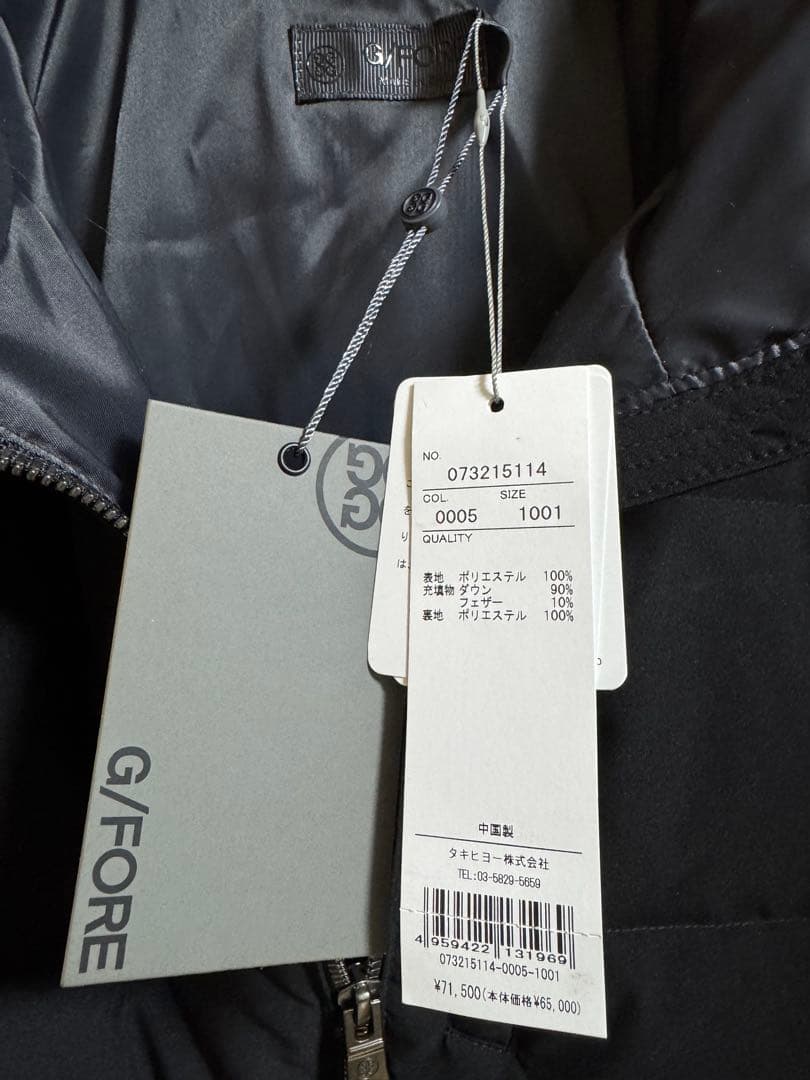 G/FORE
G/FORE
NO.
073215114
COL. SIZE
0005 1001
QUALITY
表地 ポリエステル 100%
充填物 ダウン 90%
フェザー 10%
裏地 ポリエステル 100%
中国製
タキヒヨー株式会社
TEL:03-5829-5659
4 959422 131969
073215114-0005-1001
¥71,500(本体価格¥65,000)
を
り
は、